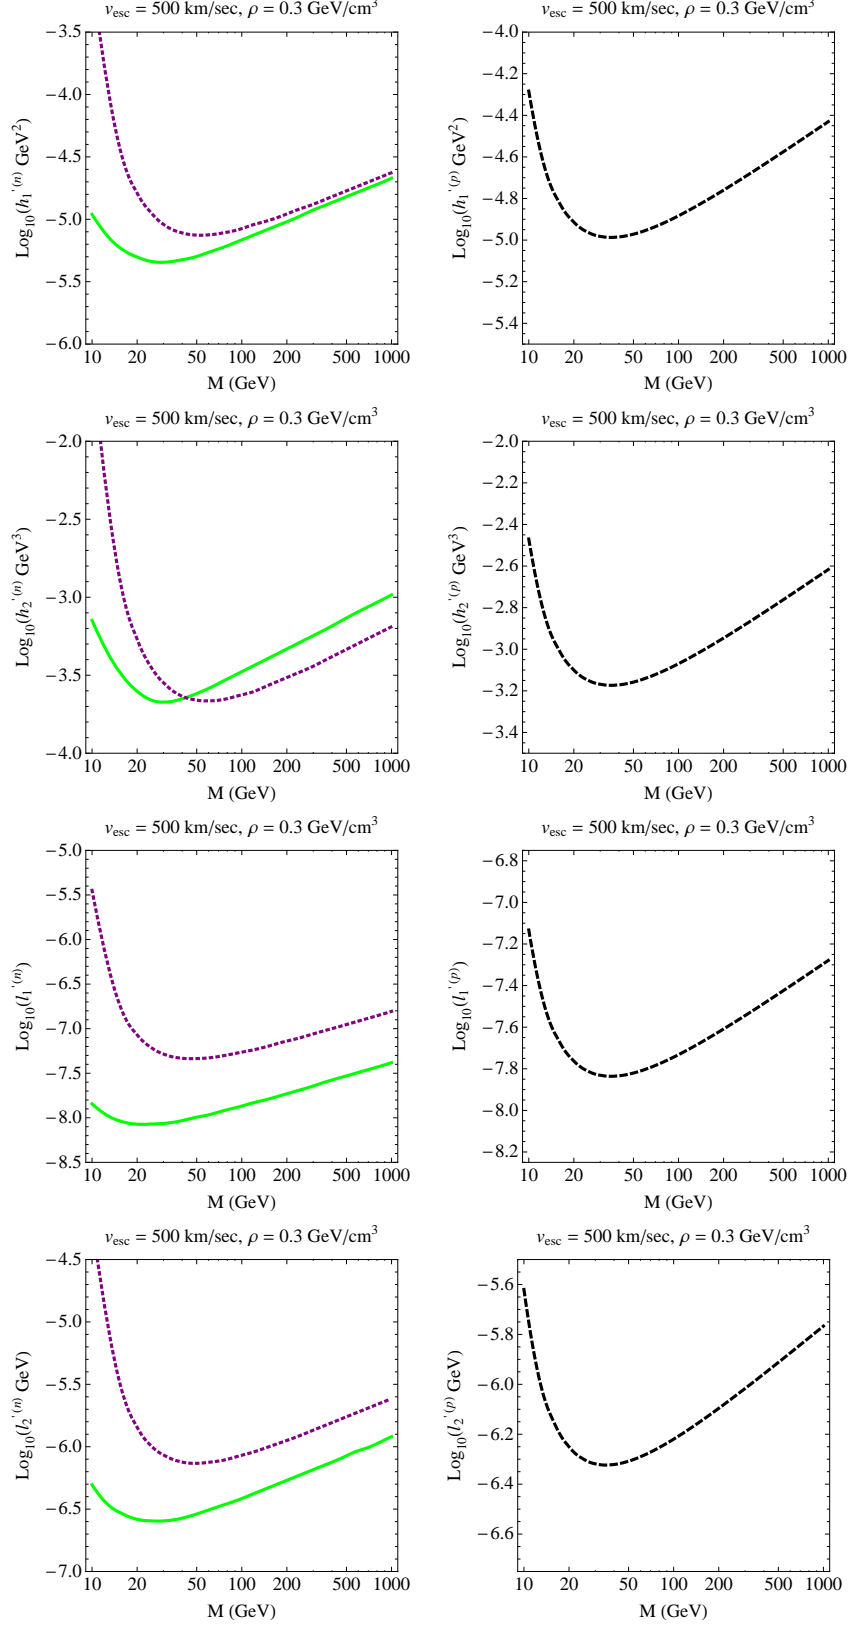 v_esc = 500 km/sec, ρ = 0.3 GeV/cm³
−3.5
−4.0
−4.5
−5.0
−5.5
−6.0
Log₁₀(h₁'⁽ⁿ⁾ GeV²)
10 20 50 100 200 500 1000
M (GeV)
v_esc = 500 km/sec, ρ = 0.3 GeV/cm³
−4.0
−4.2
−4.4
−4.6
−4.8
−5.0
−5.2
−5.4
Log₁₀(h₁'⁽ᵖ⁾ GeV²)
10 20 50 100 200 500 1000
M (GeV)
v_esc = 500 km/sec, ρ = 0.3 GeV/cm³
−2.0
−2.5
−3.0
−3.5
−4.0
Log₁₀(h₂'⁽ⁿ⁾ GeV³)
10 20 50 100 200 500 1000
M (GeV)
v_esc = 500 km/sec, ρ = 0.3 GeV/cm³
−2.0
−2.2
−2.4
−2.6
−2.8
−3.0
−3.2
−3.4
Log₁₀(h₂'⁽ᵖ⁾ GeV³)
10 20 50 100 200 500 1000
M (GeV)
v_esc = 500 km/sec, ρ = 0.3 GeV/cm³
−5.0
−5.5
−6.0
−6.5
−7.0
−7.5
−8.0
−8.5
Log₁₀(l₁'⁽ⁿ⁾)
10 20 50 100 200 500 1000
M (GeV)
v_esc = 500 km/sec, ρ = 0.3 GeV/cm³
−6.8
−7.0
−7.2
−7.4
−7.6
−7.8
−8.0
−8.2
Log₁₀(l₁'⁽ᵖ⁾)
10 20 50 100 200 500 1000
M (GeV)
v_esc = 500 km/sec, ρ = 0.3 GeV/cm³
−4.5
−5.0
−5.5
−6.0
−6.5
−7.0
Log₁₀(l₂'⁽ⁿ⁾ GeV)
10 20 50 100 200 500 1000
M (GeV)
v_esc = 500 km/sec, ρ = 0.3 GeV/cm³
−5.6
−5.8
−6.0
−6.2
−6.4
−6.6
Log₁₀(l₂'⁽ᵖ⁾ GeV)
10 20 50 100 200 500 1000
M (GeV)